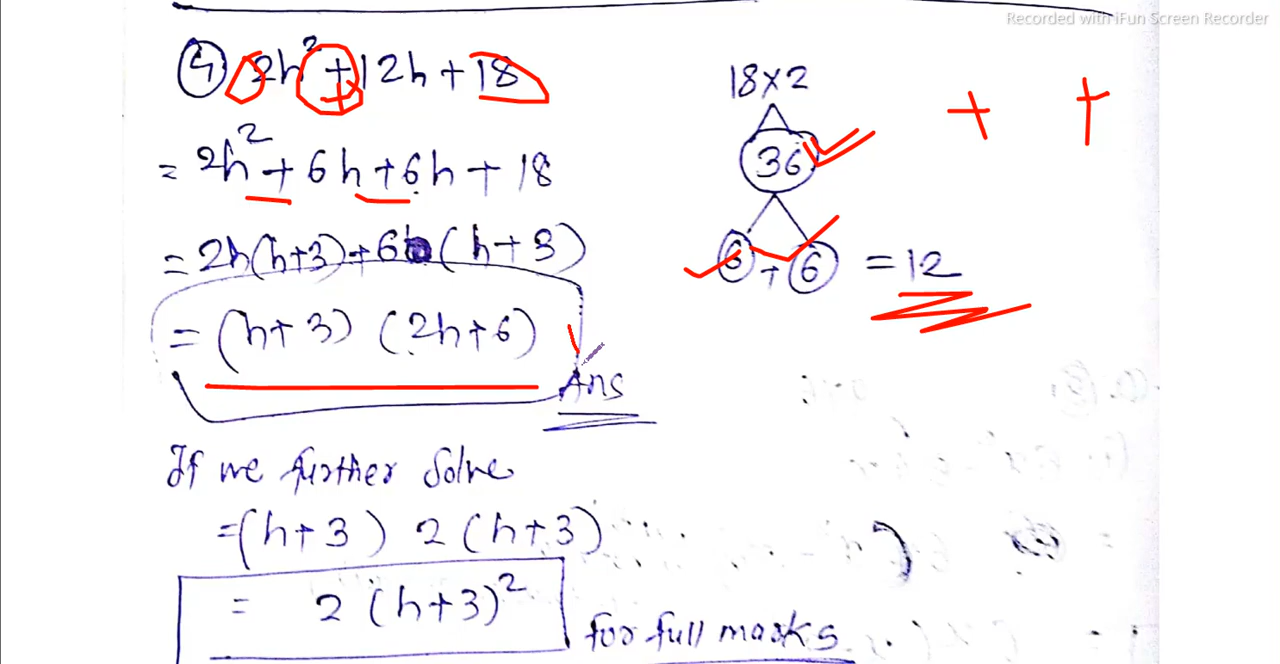 Recorded with iFun Screen Recorder
④ 2h² + 12h + 18
= 2h² + 6h + 6h + 18
= 2h(h+3) + 6(h+3)
= (h+3) (2h+6)
Ans
If we further solve
=(h+3) 2 (h+3)
= 2 (h+3)²
for full marks
18×2
36
6 + 6 = 12
+ +